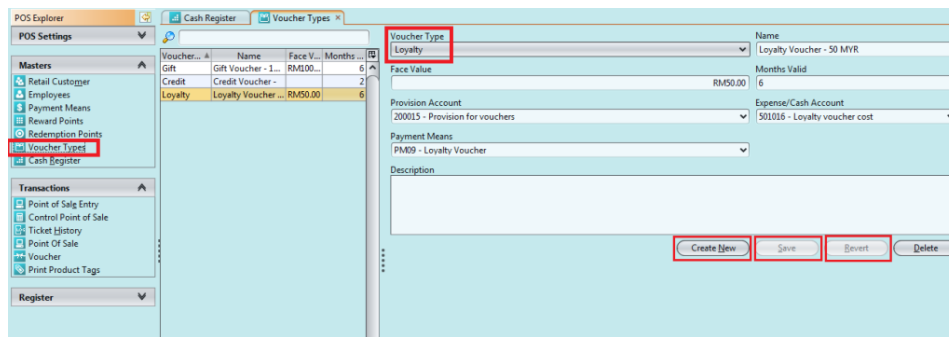 POS Explorer
POS Settings
Masters
Retail Customer
Employees
Payment Means
Reward Points
Redemption Points
Voucher Types
Cash Register
Transactions
Point of Sale Entry
Control Point of Sale
Ticket History
Point Of Sale
Voucher
Print Product Tags
Register
Cash Register
Voucher Types ×
Voucher... Name Face V... Months ...
Gift Gift Voucher - 1... RM100... 6
Credit Credit Voucher - 2
Loyalty Loyalty Voucher ... RM50.00 6
Voucher Type Name
Loyalty Loyalty Voucher - 50 MYR
Face Value Months Valid
RM50.00 6
Provision Account Expense/Cash Account
200015 - Provision for vouchers 501016 - Loyalty voucher cost
Payment Means
PM09 - Loyalty Voucher
Description
Create New Save Revert Delete